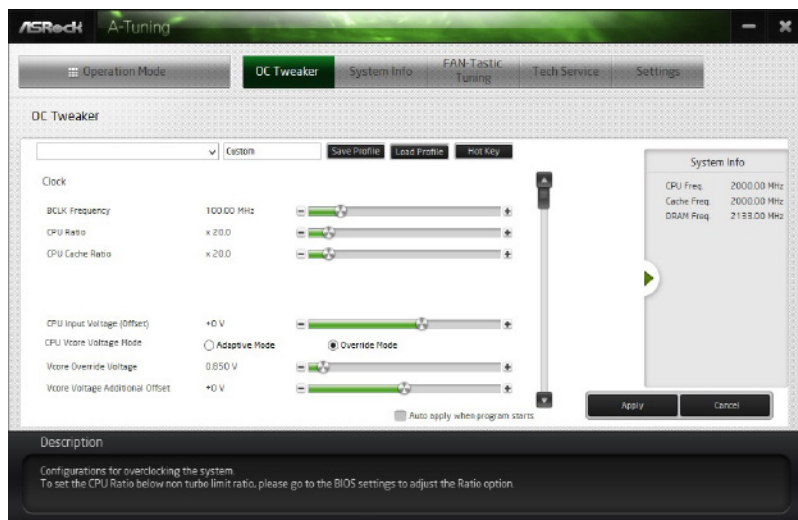 ASRock A-Tuning
Operation Mode
OC Tweaker
System Info
FAN-Tastic
Tuning
Tech Service
Settings
OC Tweaker
Custom
Save Profile
Load Profile
Hot Key
System Info
CPU Freq. 2000.00 MHz
Cache Freq. 2000.00 MHz
DRAM Freq. 2133.00 MHz
Clock
BCLK Frequency 100.00 MHz
CPU Ratio x 20.0
CPU Cache Ratio x 20.0
CPU Input Voltage (Offset) +0 V
CPU Vcore Voltage Mode Adaptive Mode Override Mode
Vcore Override Voltage 0.850 V
Vcore Vortage Additional Offset +0 V
Auto apply when program starts
Apply
Cancel
Description
Configurations for overclocking the system.
To set the CPU Ratio below non turbo limit ratio, please go to the BIOS settings to adjust the Ratio option.